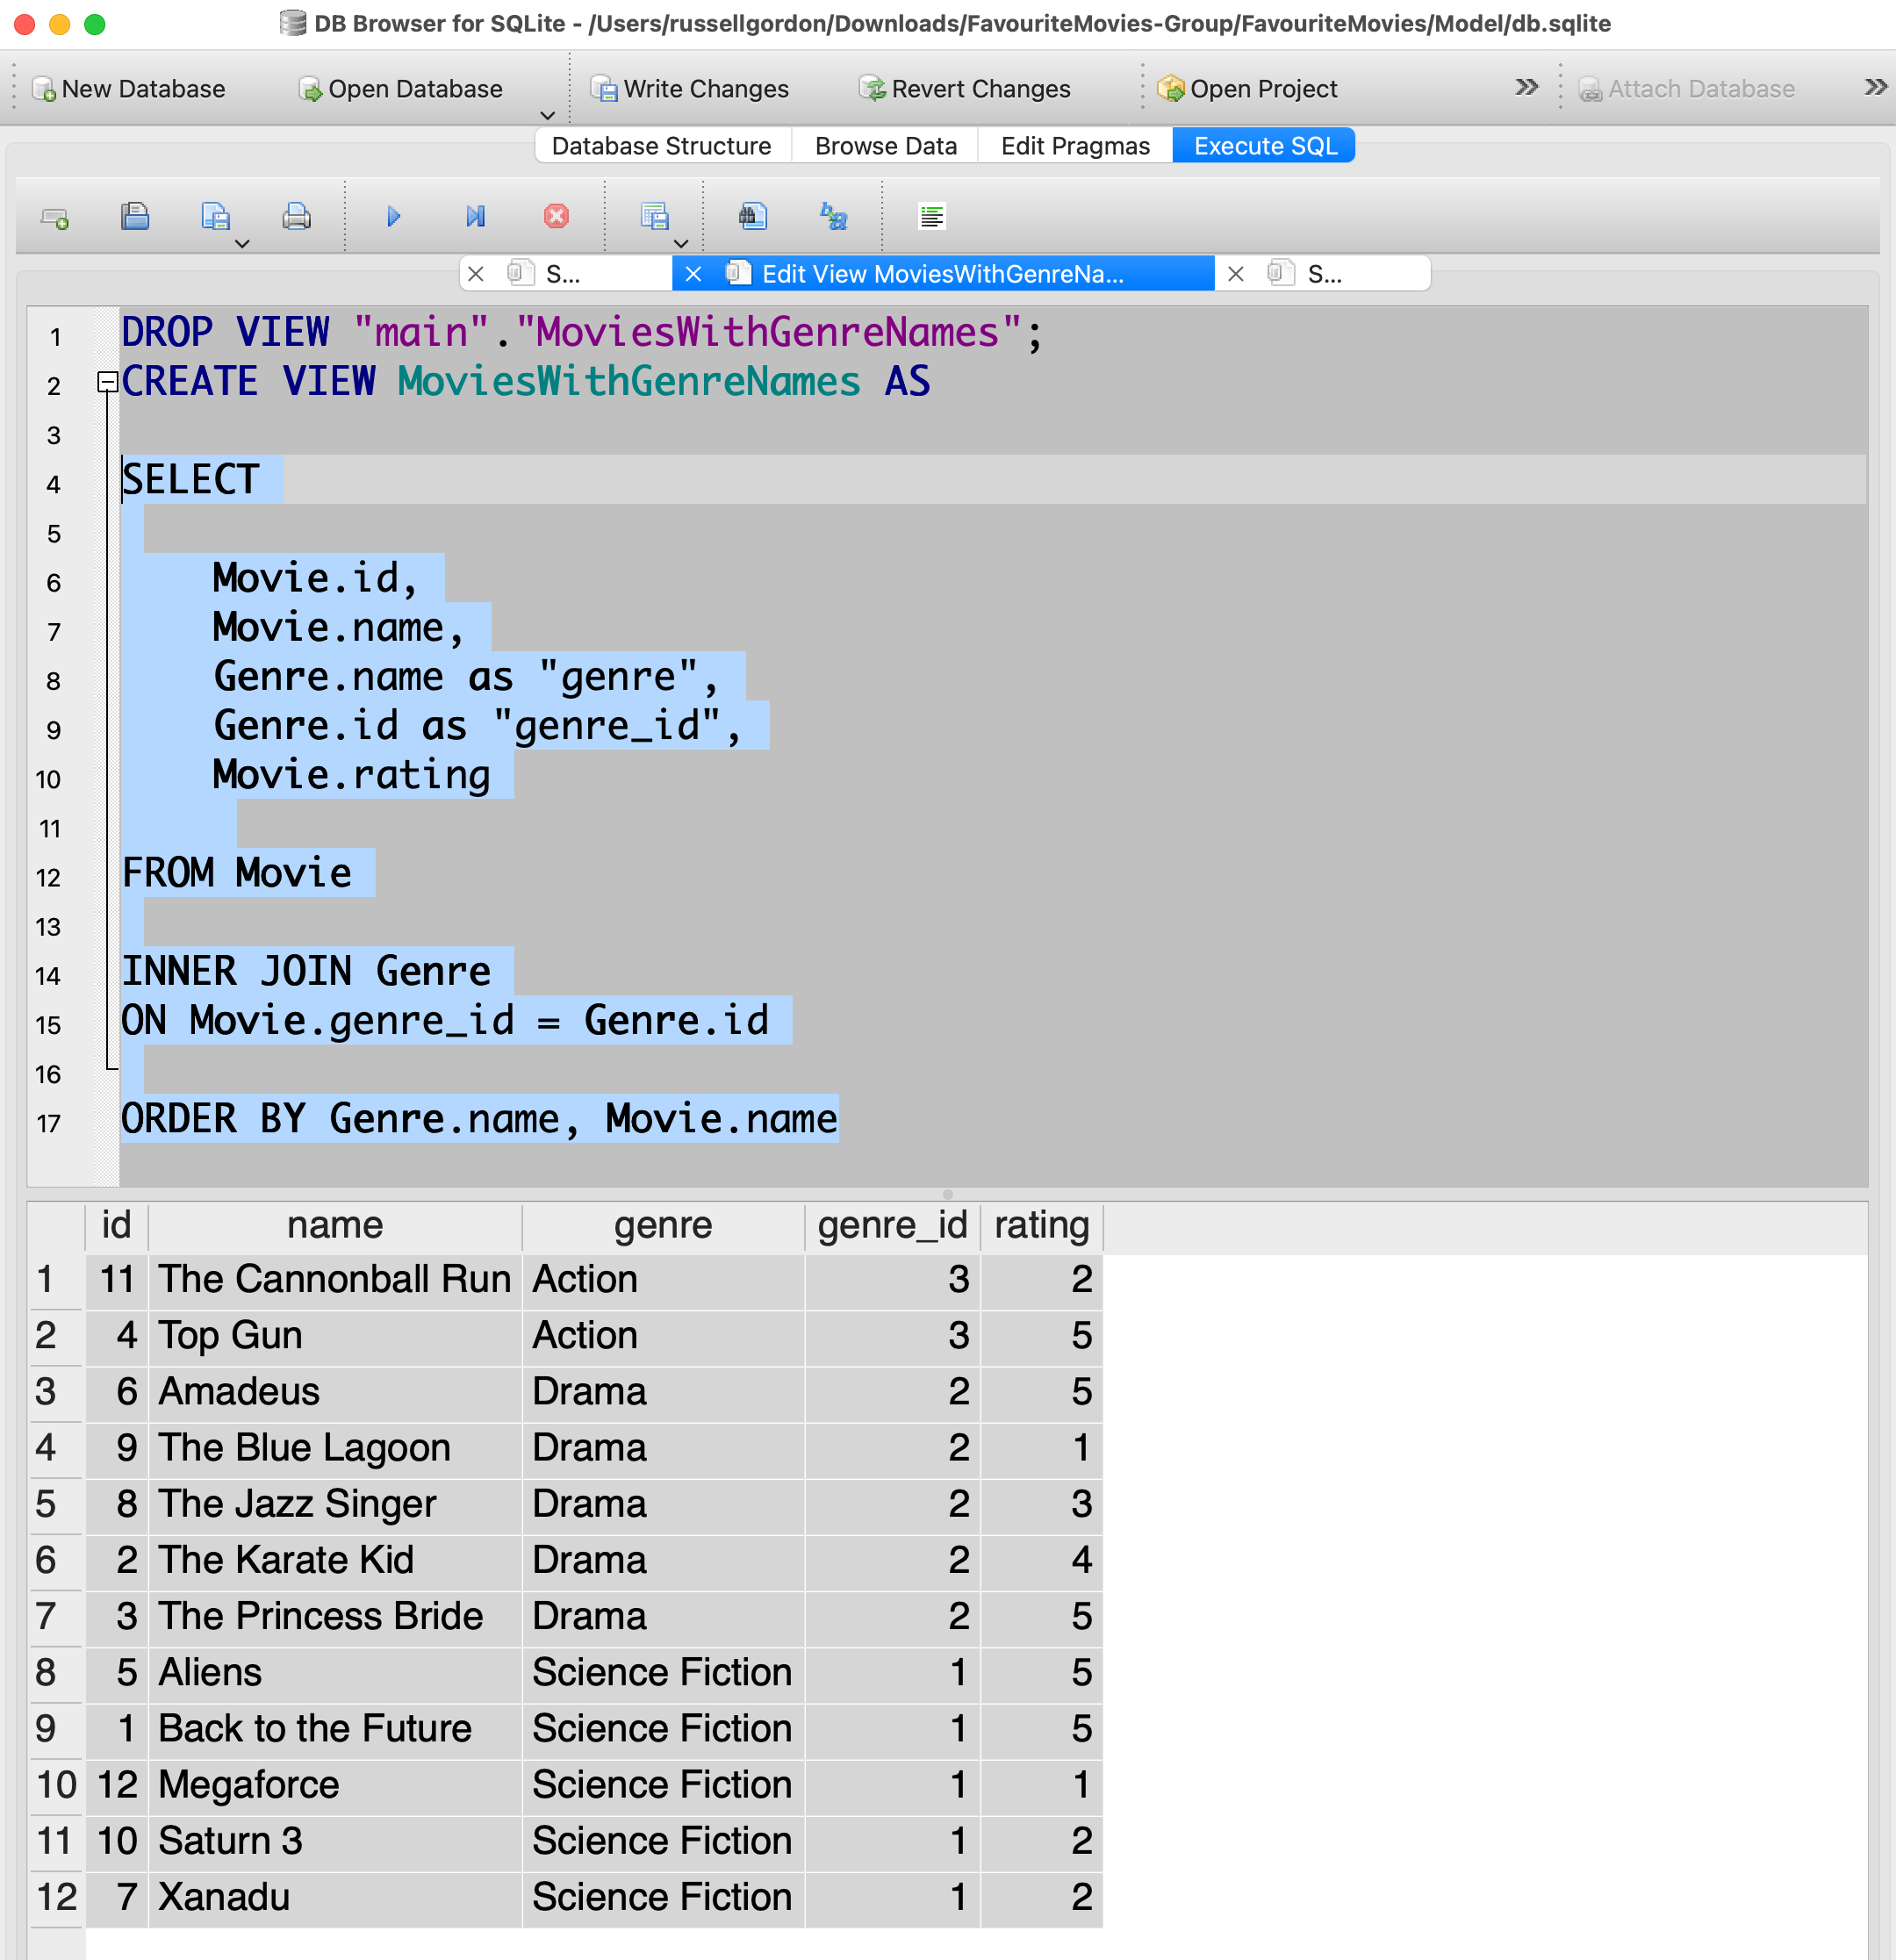 DB Browser for SQLite - /Users/russellgordon/Downloads/FavouriteMovies-Group/FavouriteMovies/Model/db.sqlite
New Database Open Database Write Changes Revert Changes Open Project » Attach Database »
Database Structure Browse Data Edit Pragmas Execute SQL
S... Edit View MoviesWithGenreNa... S...
1 DROP VIEW "main"."MoviesWithGenreNames";
2 CREATE VIEW MoviesWithGenreNames AS
3
4 SELECT
5
6 Movie.id,
7 Movie.name,
8 Genre.name as "genre",
9 Genre.id as "genre_id",
10 Movie.rating
11
12 FROM Movie
13
14 INNER JOIN Genre
15 ON Movie.genre_id = Genre.id
16
17 ORDER BY Genre.name, Movie.name
id name genre genre_id rating
1 11 The Cannonball Run Action 3 2
2 4 Top Gun Action 3 5
3 6 Amadeus Drama 2 5
4 9 The Blue Lagoon Drama 2 1
5 8 The Jazz Singer Drama 2 3
6 2 The Karate Kid Drama 2 4
7 3 The Princess Bride Drama 2 5
8 5 Aliens Science Fiction 1 5
9 1 Back to the Future Science Fiction 1 5
10 12 Megaforce Science Fiction 1 1
11 10 Saturn 3 Science Fiction 1 2
12 7 Xanadu Science Fiction 1 2